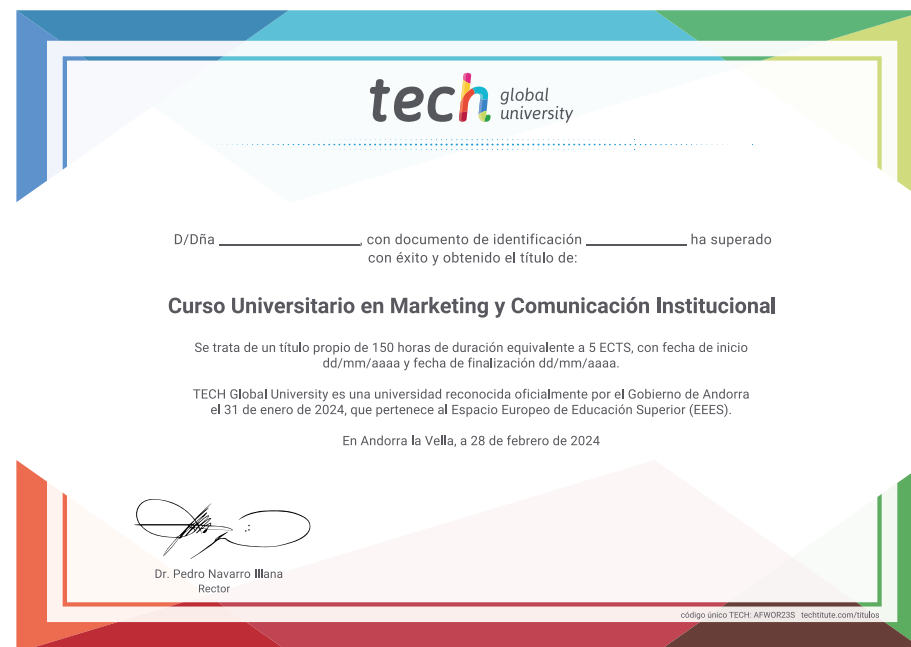 tech global university
D/Dña ____________________, con documento de identificación ______________ ha superado
con éxito y obtenido el título de:
Curso Universitario en Marketing y Comunicación Institucional
Se trata de un título propio de 150 horas de duración equivalente a 5 ECTS, con fecha de inicio
dd/mm/aaaa y fecha de finalización dd/mm/aaaa.
TECH Global University es una universidad reconocida oficialmente por el Gobierno de Andorra
el 31 de enero de 2024, que pertenece al Espacio Europeo de Educación Superior (EEES).
En Andorra la Vella, a 28 de febrero de 2024
Dr. Pedro Navarro Illana
Rector
código único TECH: AFWOR23S techtitute.com/titulos